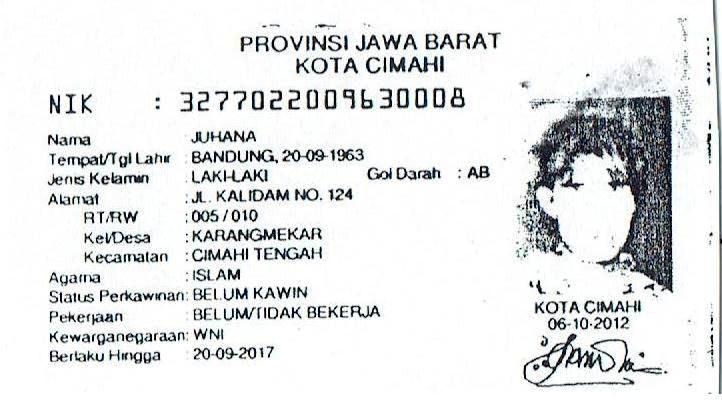 PROVINSI JAWA BARAT
KOTA CIMAHI
NIK : 3277022009630008
Nama : JUHANA
Tempat/Tgl Lahir : BANDUNG, 20-09-1963
Jenis Kelamin : LAKI-LAKI Gol Darah : AB
Alamat : JL. KALIDAM NO. 124
RT/RW : 005 / 010
Kel/Desa : KARANGMEKAR
Kecamatan : CIMAHI TENGAH
Agama : ISLAM
Status Perkawinan: BELUM KAWIN
Pekerjaan : BELUM/TIDAK BEKERJA
Kewarganegaraan: WNI
Berlaku Hingga : 20-09-2017
KOTA CIMAHI
06-10-2012